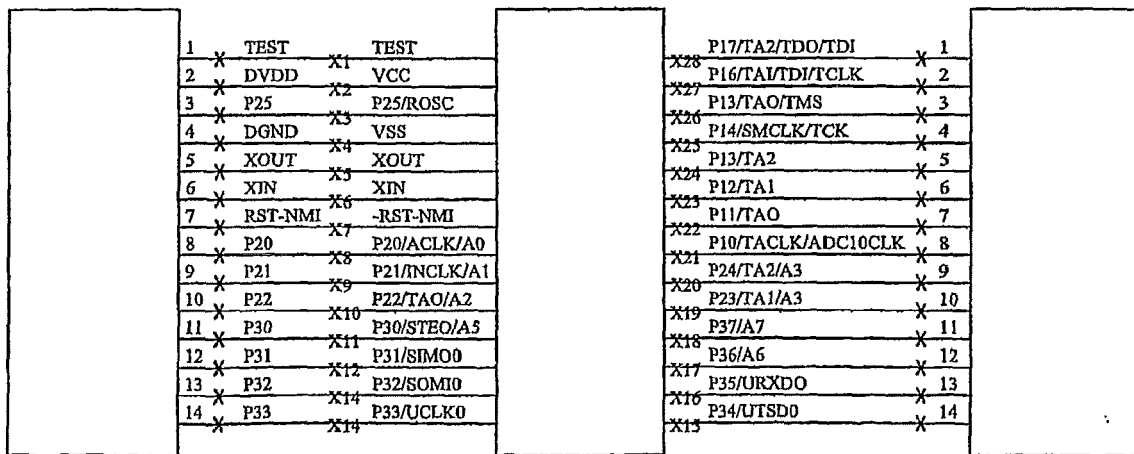 1 TEST X1 TEST
2 DVDD X2 VCC
3 P25 X3 P25/ROSC
4 DGND X4 VSS
5 XOUT X5 XOUT
6 XIN X6 XIN
7 RST-NMI X7 -RST-NMI
8 P20 X8 P20/ACLK/A0
9 P21 X9 P21/INCLK/A1
10 P22 X10 P22/TAO/A2
11 P30 X11 P30/STEO/A5
12 P31 X12 P31/SIMO0
13 P32 X14 P32/SOMI0
14 P33 X14 P33/UCLK0
X28 P17/TA2/TDO/TDI 1
X27 P16/TAI/TDI/TCLK 2
X26 P13/TAO/TMS 3
X25 P14/SMCLK/TCK 4
X24 P13/TA2 5
X23 P12/TA1 6
X22 P11/TAO 7
X21 P10/TACLK/ADC10CLK 8
X20 P24/TA2/A3 9
X19 P23/TA1/A3 10
X18 P37/A7 11
X17 P36/A6 12
X16 P35/URXDO 13
X15 P34/UTSD0 14